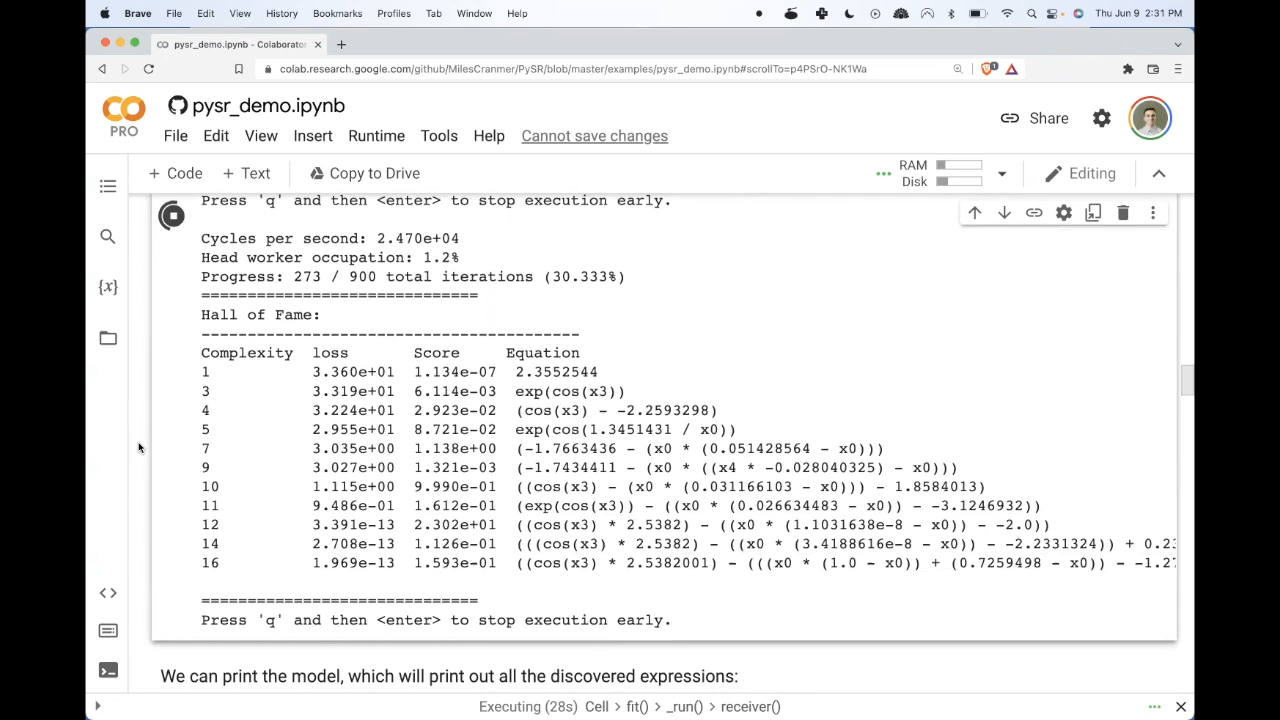 Brave File Edit View History Bookmarks Profiles Tab Window Help Thu Jun 9 2:31 PM
pysr_demo.ipynb - Colaborator
colab.research.google.com/github/MilesCranmer/PySR/blob/master/examples/pysr_demo.ipynb#scrollTo=p4PSrO-NK1Wa
CO pysr_demo.ipynb
PRO File Edit View Insert Runtime Tools Help Cannot save changes Share
+ Code + Text Copy to Drive RAM Disk Editing
Press 'q' and then <enter> to stop execution early.
{x}
Cycles per second: 2.470e+04
Head worker occupation: 1.2%
Progress: 273 / 900 total iterations (30.333%)
==============================
Hall of Fame:
-----------------------------------------
Complexity loss Score Equation
1 3.360e+01 1.134e-07 2.3552544
3 3.319e+01 6.114e-03 exp(cos(x3))
4 3.224e+01 2.923e-02 (cos(x3) - -2.2593298)
5 2.955e+01 8.721e-02 exp(cos(1.3451431 / x0))
7 3.035e+00 1.138e+00 (-1.7663436 - (x0 * (0.051428564 - x0)))
9 3.027e+00 1.321e-03 (-1.7434411 - (x0 * ((x4 * -0.028040325) - x0)))
10 1.115e+00 9.990e-01 ((cos(x3) - (x0 * (0.031166103 - x0))) - 1.8584013)
11 9.486e-01 1.612e-01 (exp(cos(x3)) - ((x0 * (0.026634483 - x0)) - -3.1246932))
12 3.391e-13 2.302e+01 ((cos(x3) * 2.5382) - ((x0 * (1.1031638e-8 - x0)) - -2.0))
14 2.708e-13 1.126e-01 (((cos(x3) * 2.5382) - ((x0 * (3.4188616e-8 - x0)) - -2.2331324)) + 0.23
16 1.969e-13 1.593e-01 ((cos(x3) * 2.5382001) - (((x0 * (1.0 - x0)) + (0.7259498 - x0)) - -1.27
==============================
Press 'q' and then <enter> to stop execution early.
We can print the model, which will print out all the discovered expressions:
Executing (28s) Cell > fit() > _run() > receiver()